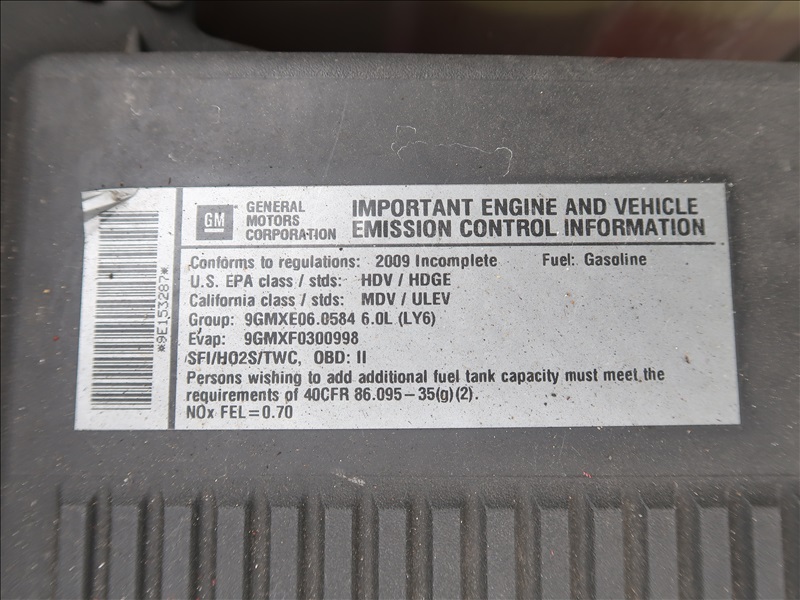 GM
GENERAL
MOTORS
CORPORATION
IMPORTANT ENGINE AND VEHICLE
EMISSION CONTROL INFORMATION
*9E153287*
Conforms to regulations: 2009 Incomplete Fuel: Gasoline
U.S. EPA class / stds: HDV / HDGE
California class / stds: MDV / ULEV
Group: 9GMXE06.0584 6.0L (LY6)
Evap: 9GMXF0300998
SFI/HO2S/TWC, OBD: II
Persons wishing to add additional fuel tank capacity must meet the
requirements of 40CFR 86.095-35(g)(2).
NOx FEL=0.70